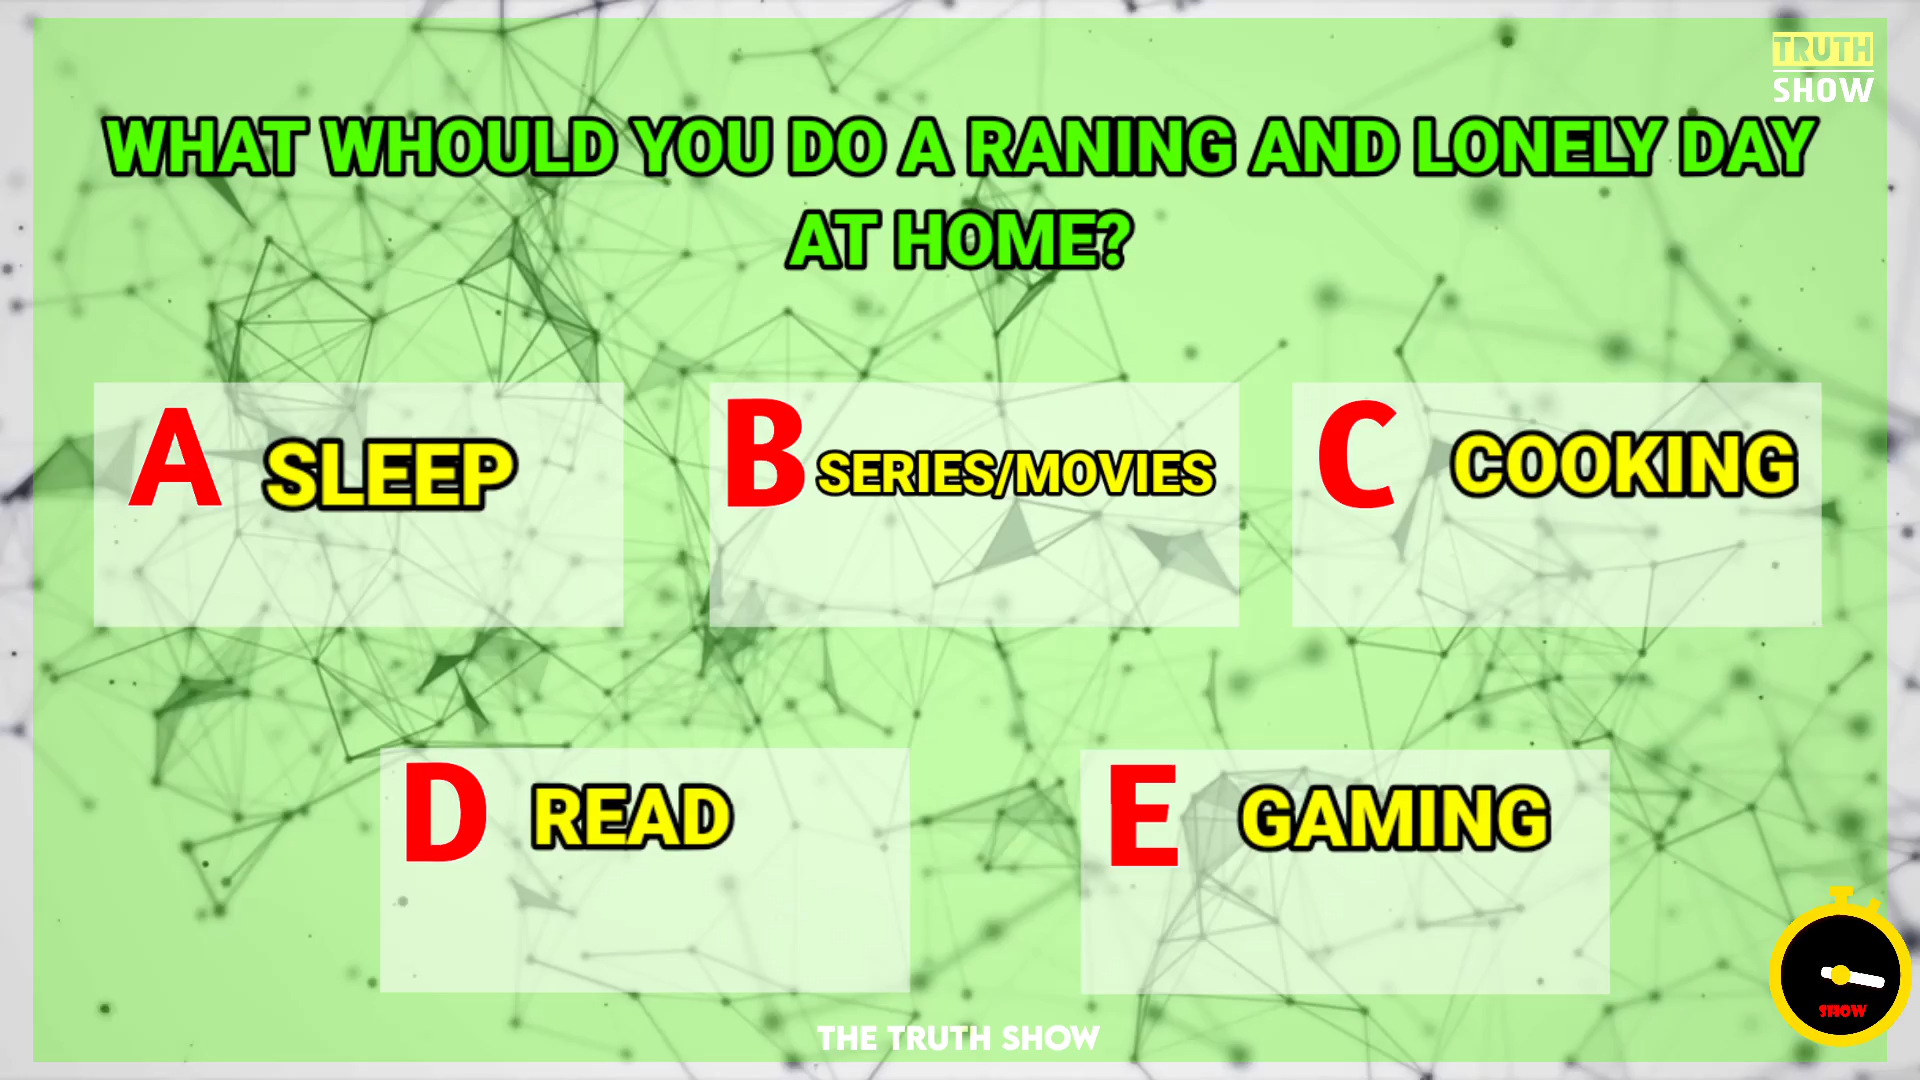 TRUTH
SHOW
WHAT WHOULD YOU DO A RANING AND LONELY DAY
AT HOME?
A SLEEP
B SERIES/MOVIES
C COOKING
D READ
E GAMING
SHOW
THE TRUTH SHOW